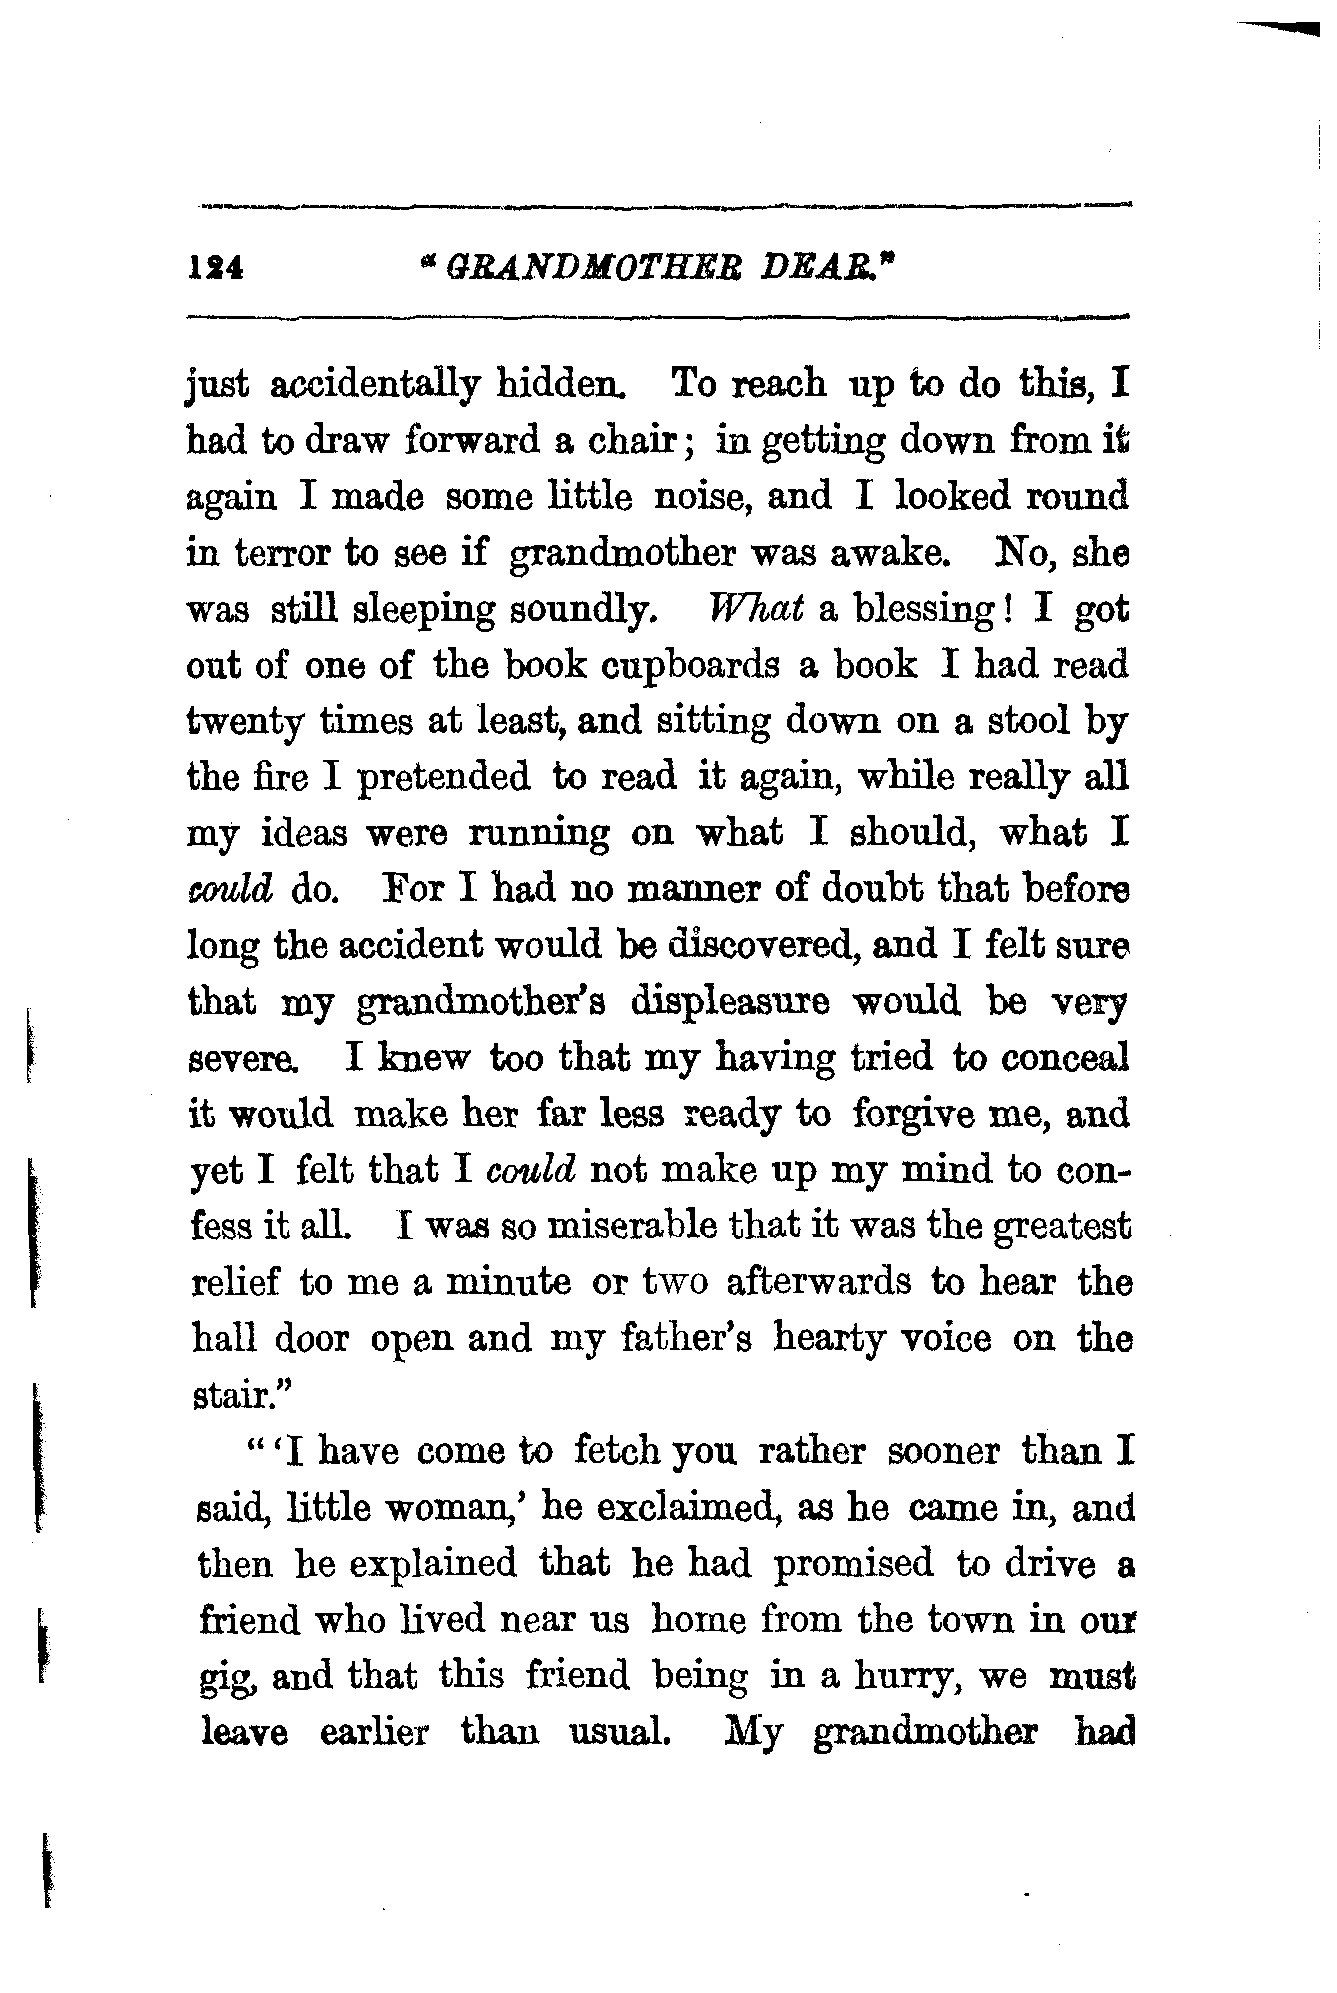 124 "GRANDMOTHER DEAR."
just accidentally hidden. To reach up to do this, I
had to draw forward a chair; in getting down from it
again I made some little noise, and I looked round
in terror to see if grandmother was awake. No, she
was still sleeping soundly. What a blessing! I got
out of one of the book cupboards a book I had read
twenty times at least, and sitting down on a stool by
the fire I pretended to read it again, while really all
my ideas were running on what I should, what I
could do. For I had no manner of doubt that before
long the accident would be discovered, and I felt sure
that my grandmother's displeasure would be very
severe. I knew too that my having tried to conceal
it would make her far less ready to forgive me, and
yet I felt that I could not make up my mind to con-
fess it all. I was so miserable that it was the greatest
relief to me a minute or two afterwards to hear the
hall door open and my father's hearty voice on the
stair."
"'I have come to fetch you rather sooner than I
said, little woman,' he exclaimed, as he came in, and
then he explained that he had promised to drive a
friend who lived near us home from the town in our
gig, and that this friend being in a hurry, we must
leave earlier than usual. My grandmother had